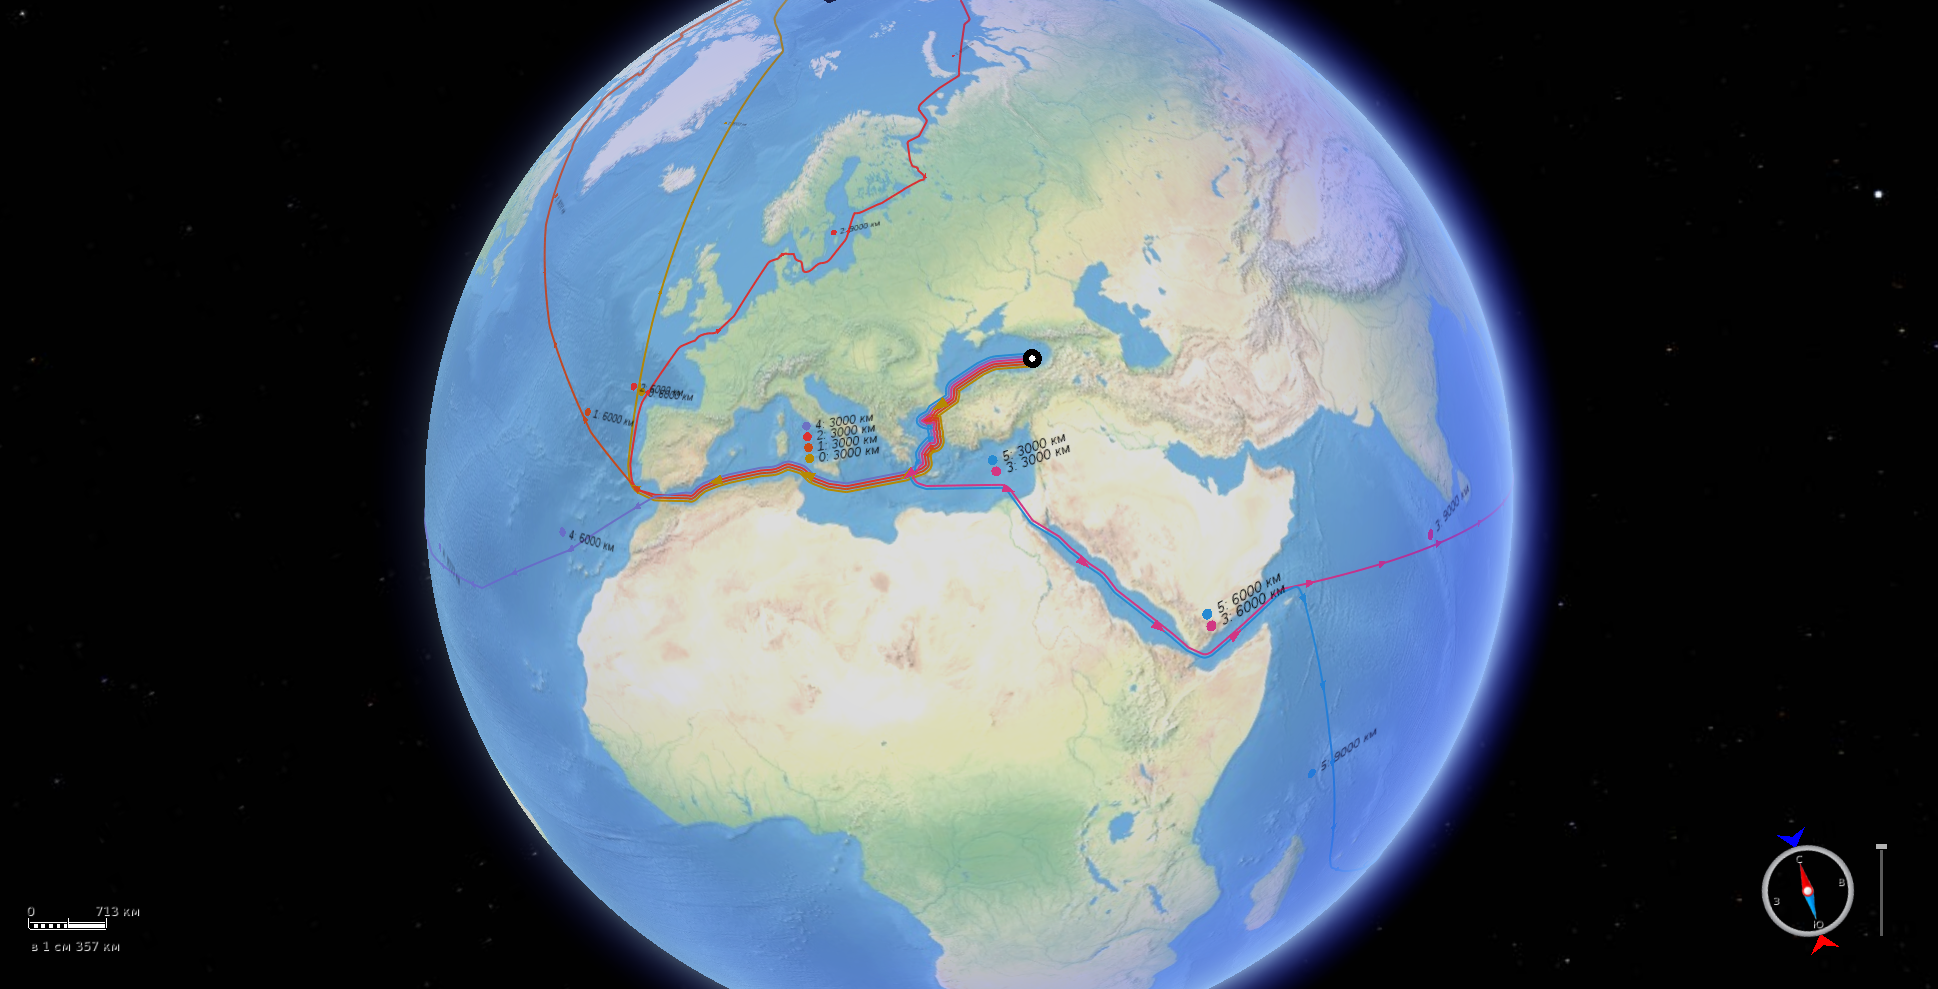 2: 3000 км
2: 6000 км
6000 км
1: 6000 км
4: 3000 км
2: 3000 км
1: 3000 км
0: 3000 км
5: 3000 км
3: 3000 км
3: 9000 км
4: 6000 км
5: 6000 км
3: 6000 км
5: 9000 км
С
В
З
Ю
0 713 км
в 1 см 357 км